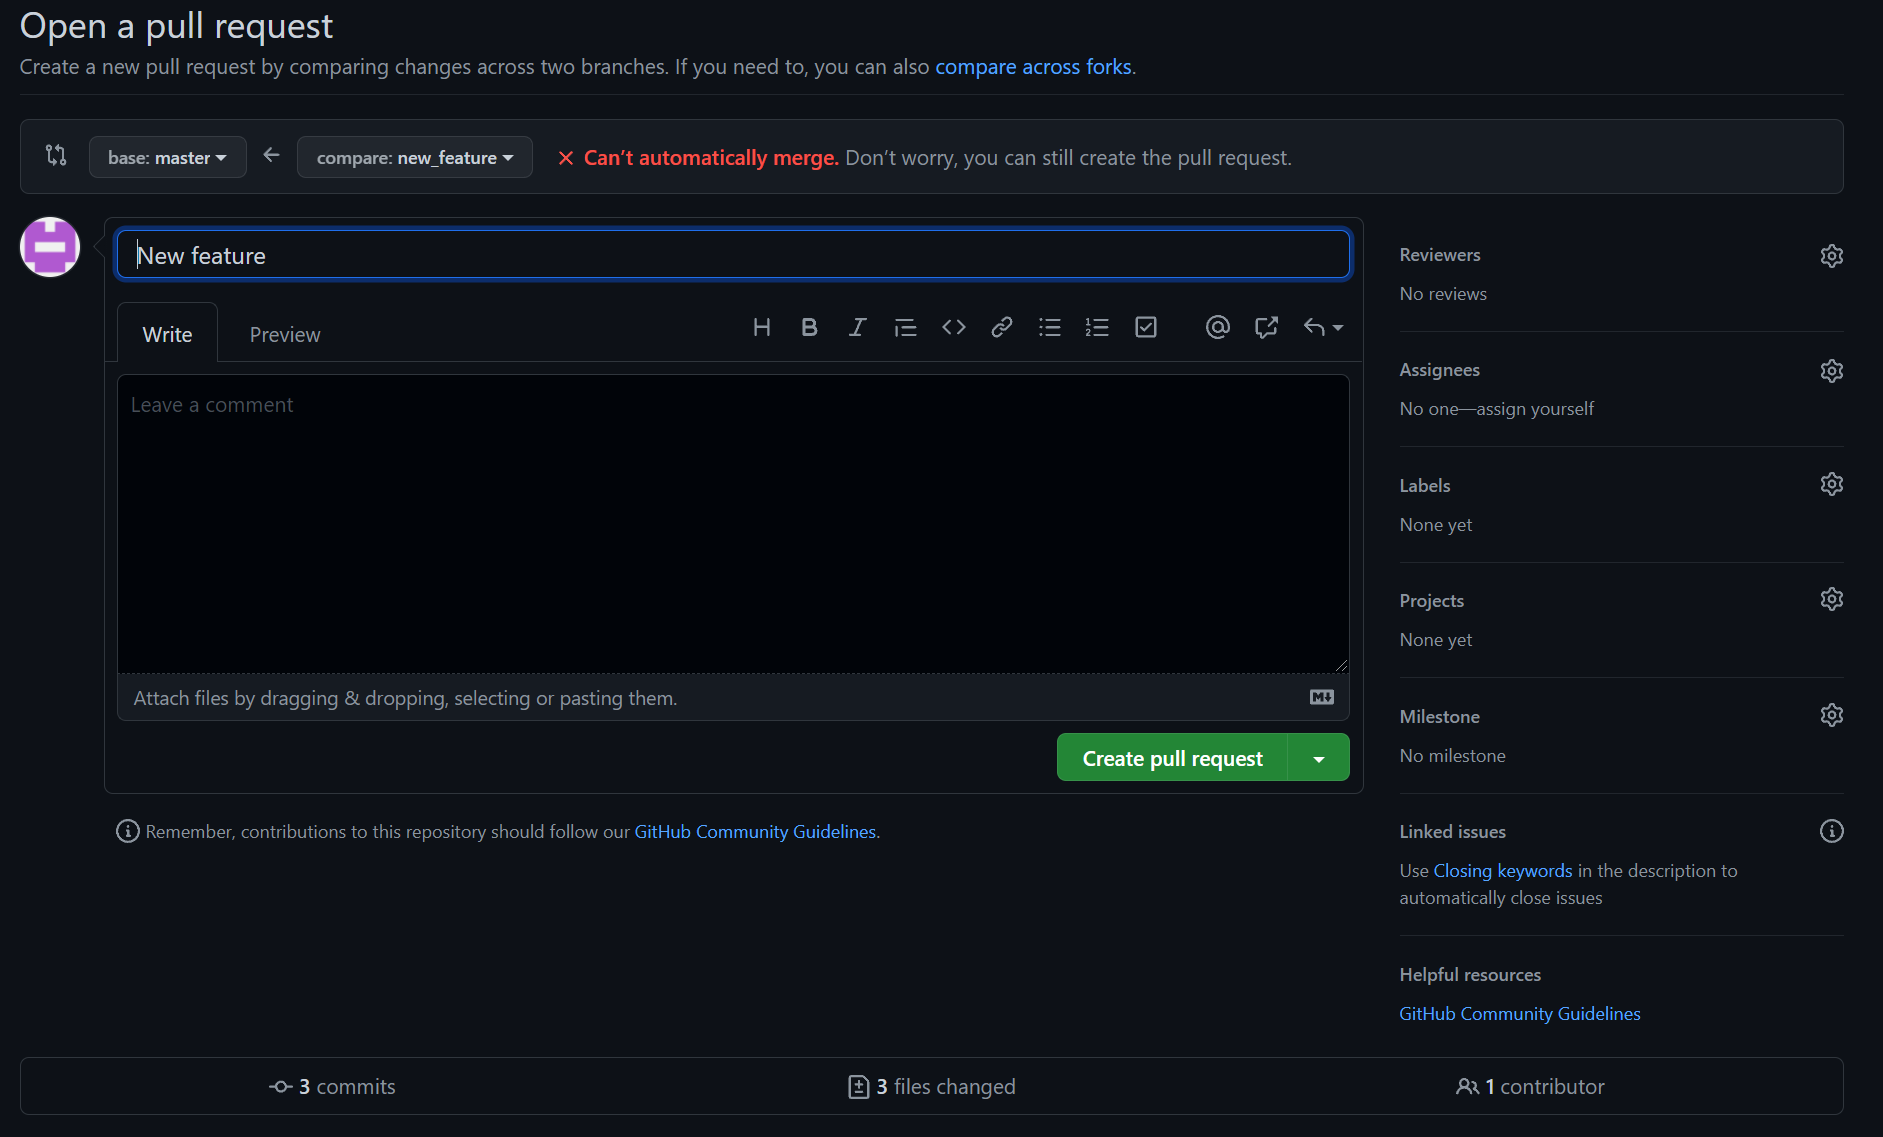 Open a pull request
Create a new pull request by comparing changes across two branches. If you need to, you can also compare across forks.
base: master
compare: new_feature
Can’t automatically merge. Don’t worry, you can still create the pull request.
New feature
Write
Preview
Leave a comment
Attach files by dragging & dropping, selecting or pasting them.
Create pull request
Remember, contributions to this repository should follow our GitHub Community Guidelines.
Reviewers
No reviews
Assignees
No one—assign yourself
Labels
None yet
Projects
None yet
Milestone
No milestone
Linked issues
Use Closing keywords in the description to
automatically close issues
Helpful resources
GitHub Community Guidelines
3 commits
3 files changed
1 contributor